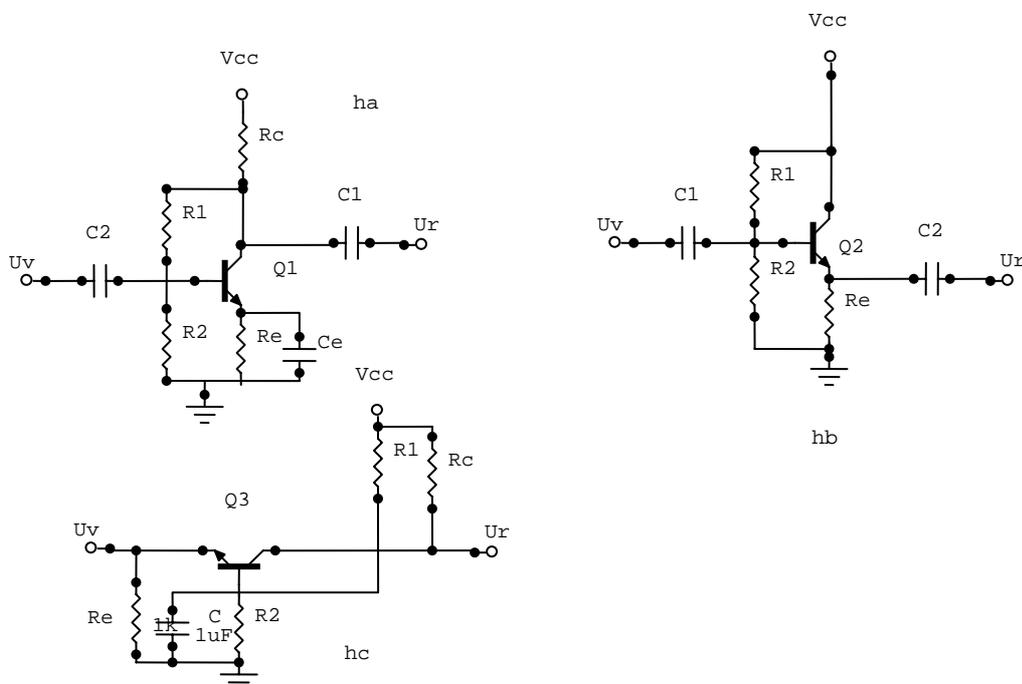 Vcc
ha
Rc
R1
C1
Ur
C2
Uv
Q1
R2
Re
Ce
Vcc
R1
C1
Uv
Q2
C2
Ur
R2
Re
hb
Vcc
R1
Rc
Q3
Uv
Ur
Re
1k
C
1uF
R2
hc